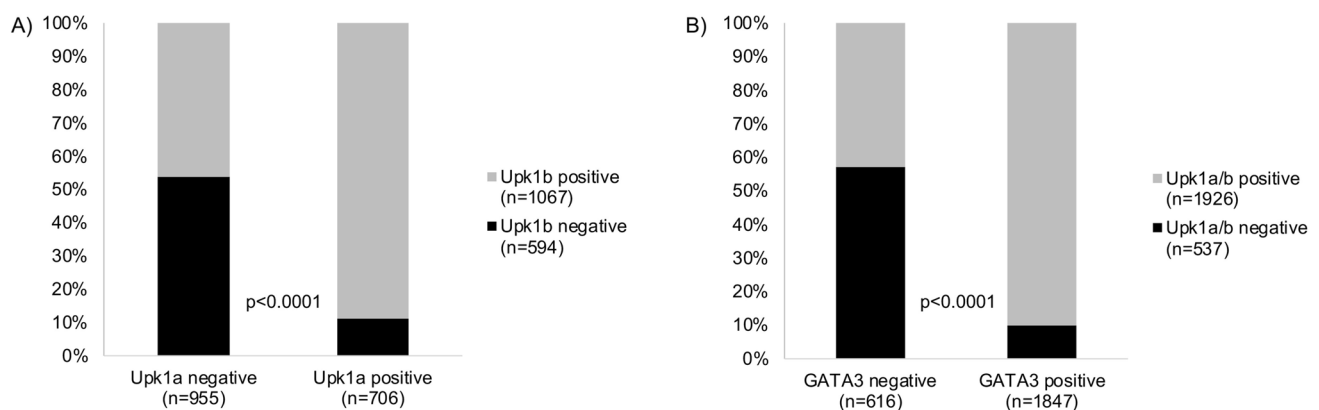 A)
100%
90%
80%
70%
60%
50%
40%
30%
20%
10%
0%
p<0.0001
Upk1a negative
(n=955)
Upk1a positive
(n=706)
Upk1b positive
(n=1067)
Upk1b negative
(n=594)
B)
100%
90%
80%
70%
60%
50%
40%
30%
20%
10%
0%
p<0.0001
GATA3 negative
(n=616)
GATA3 positive
(n=1847)
Upk1a/b positive
(n=1926)
Upk1a/b negative
(n=537)